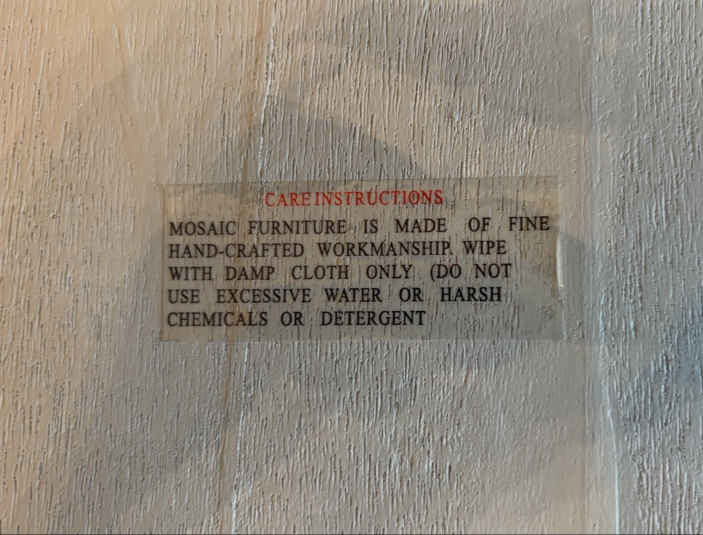 CARE INSTRUCTIONS
MOSAIC FURNITURE IS MADE OF FINE
HAND-CRAFTED WORKMANSHIP. WIPE
WITH DAMP CLOTH ONLY (DO NOT
USE EXCESSIVE WATER OR HARSH
CHEMICALS OR DETERGENT